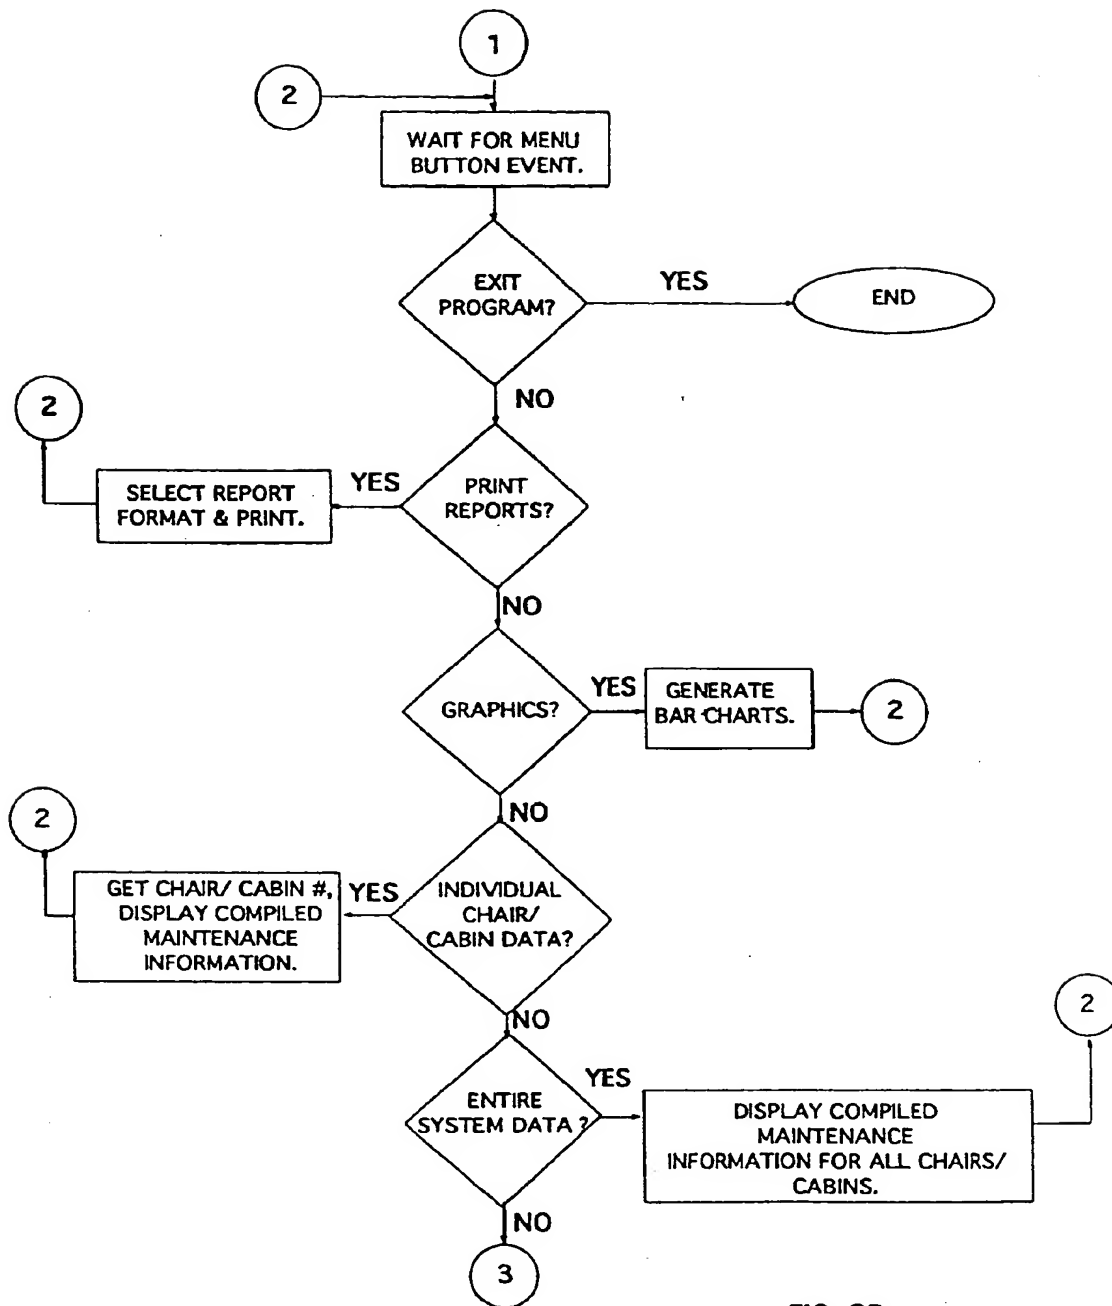 1
2
WAIT FOR MENU
BUTTON EVENT.
EXIT
PROGRAM?
YES
END
NO
2
SELECT REPORT
FORMAT & PRINT.
YES
PRINT
REPORTS?
NO
GRAPHICS?
YES
GENERATE
BAR CHARTS.
2
NO
2
GET CHAIR/ CABIN #,
DISPLAY COMPILED
MAINTENANCE
INFORMATION.
YES
INDIVIDUAL
CHAIR/
CABIN DATA?
NO
2
ENTIRE
SYSTEM DATA ?
YES
DISPLAY COMPILED
MAINTENANCE
INFORMATION FOR ALL CHAIRS/
CABINS.
NO
3